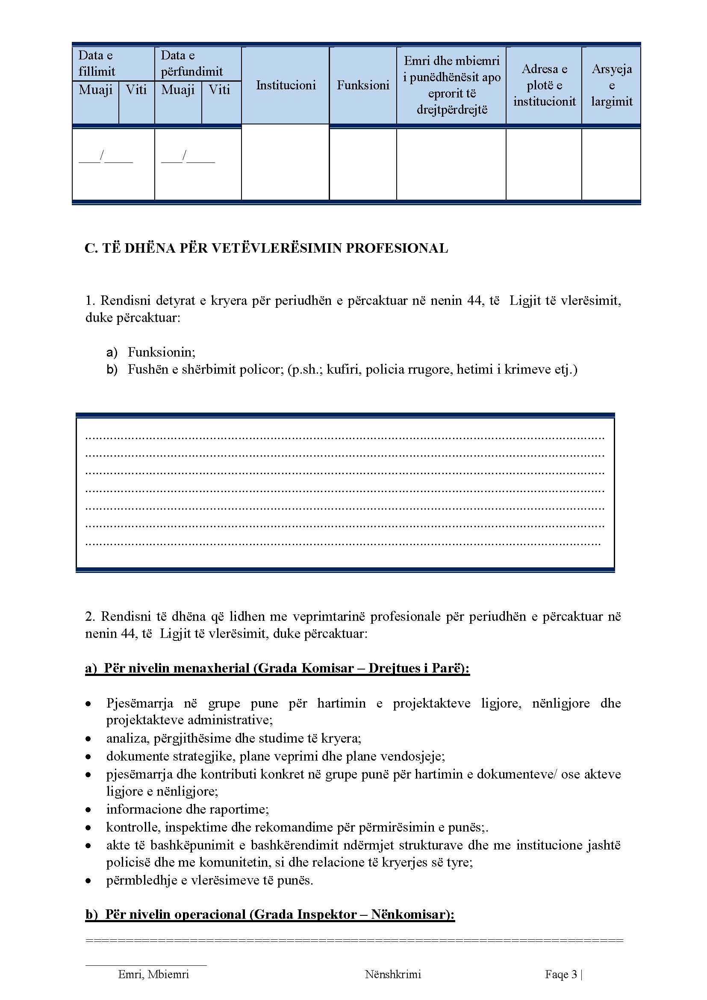 Data e
fillimit
Data e
përfundimit
Institucioni
Funksioni
Emri dhe mbiemri
i punëdhënësit apo
eprorit të
drejtpërdrejtë
Adresa e
plotë e
institucionit
Arsyeja
e
largimit
Muaji
Viti
Muaji
Viti
___/____
___/____
C. TË DHËNA PËR VETËVLERËSIMIN PROFESIONAL
1. Rendisni detyrat e kryera për periudhën e përcaktuar në nenin 44, të Ligjit të vlerësimit,
duke përcaktuar:
a) Funksionin;
b) Fushën e shërbimit policor; (p.sh.; kufiri, policia rrugore, hetimi i krimeve etj.)
2. Rendisni të dhëna që lidhen me veprimtarinë profesionale për periudhën e përcaktuar në
nenin 44, të Ligjit të vlerësimit, duke përcaktuar:
a) Për nivelin menaxherial (Grada Komisar – Drejtues i Parë):
• Pjesëmarrja në grupe pune për hartimin e projektakteve ligjore, nënligjore dhe
projektakteve administrative;
• analiza, përgjithësime dhe studime të kryera;
• dokumente strategjike, plane veprimi dhe plane vendosjeje;
• pjesëmarrja dhe kontributi konkret në grupe punë për hartimin e dokumenteve/ ose akteve
ligjore e nënligjore;
• informacione dhe raportime;
• kontrolle, inspektime dhe rekomandime për përmirësimin e punës;.
• akte të bashkëpunimit e bashkërendimit ndërmjet strukturave dhe me institucione jashtë
policisë dhe me komunitetin, si dhe relacione të kryerjes së tyre;
• përmbledhje e vlerësimeve të punës.
b) Për nivelin operacional (Grada Inspektor – Nënkomisar):
Emri, Mbiemri
Nënshkrimi
Faqe 3 |